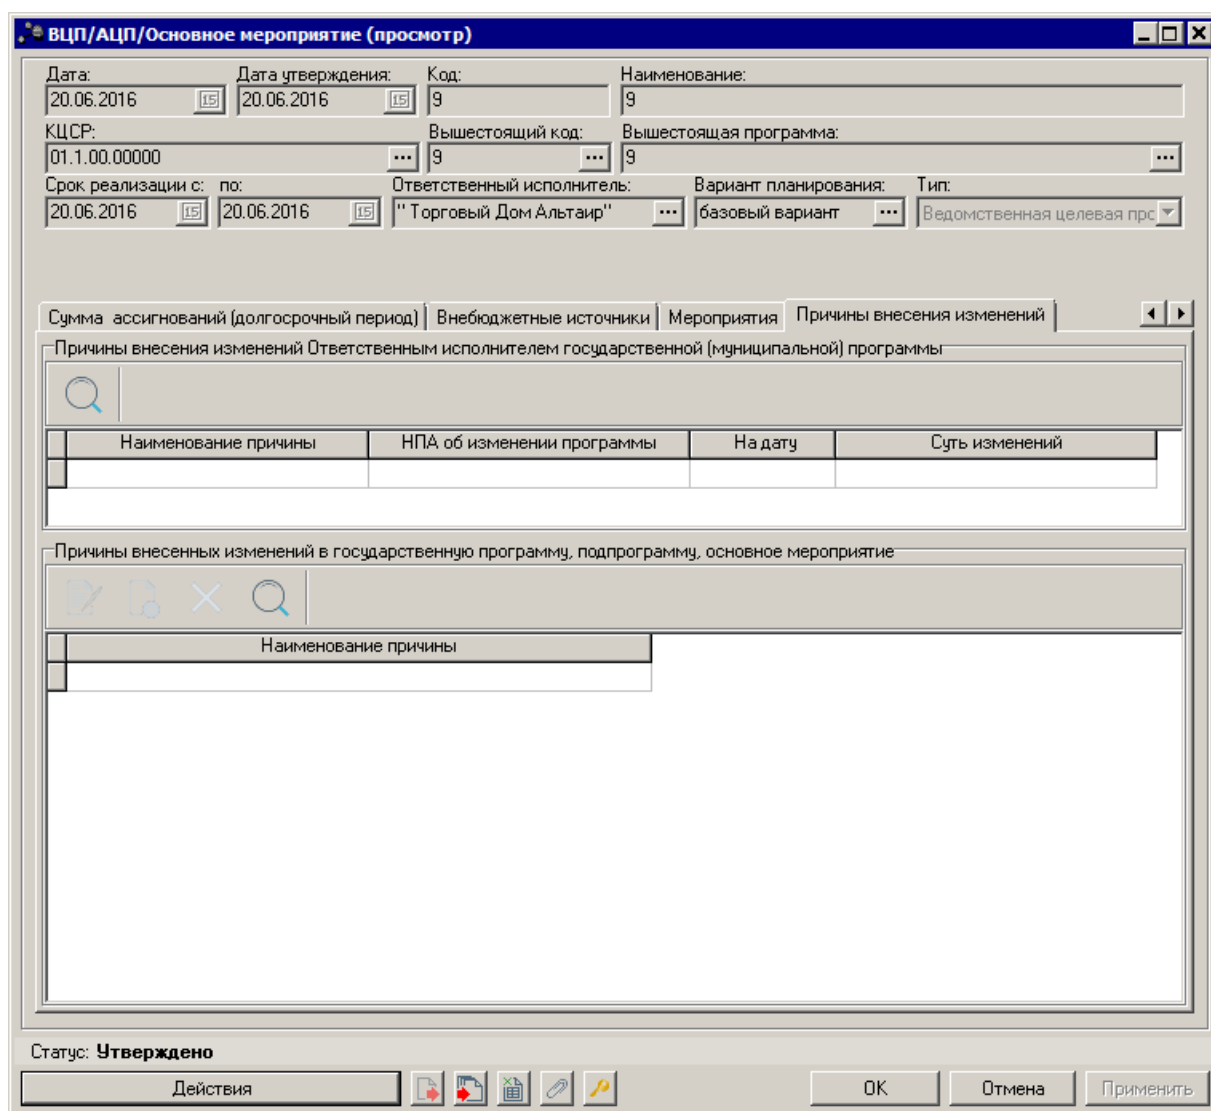 ВЦП/АЦП/Основное мероприятие (просмотр)
Дата: Дата утверждения: Код: Наименование:
20.06.2016 15 20.06.2016 15 9 9
КЦСР: Вышестоящий код: Вышестоящая программа:
01.1.00.00000 ... 9 ... 9 ...
Срок реализации с: по: Ответственный исполнитель: Вариант планирования: Тип:
20.06.2016 15 20.06.2016 15 " Торговый Дом Альтаир" ... базовый вариант ... Ведомственная целевая прс
Сумма ассигнований (долгосрочный период) Внебюджетные источники Мероприятия Причины внесения изменений
Причины внесения изменений Ответственным исполнителем государственной (муниципальной) программы
Наименование причины НПА об изменении программы На дату Суть изменений
Причины внесенных изменений в государственную программу, подпрограмму, основное мероприятие
Наименование причины
Статус: Утверждено
Действия OK Отмена Применить